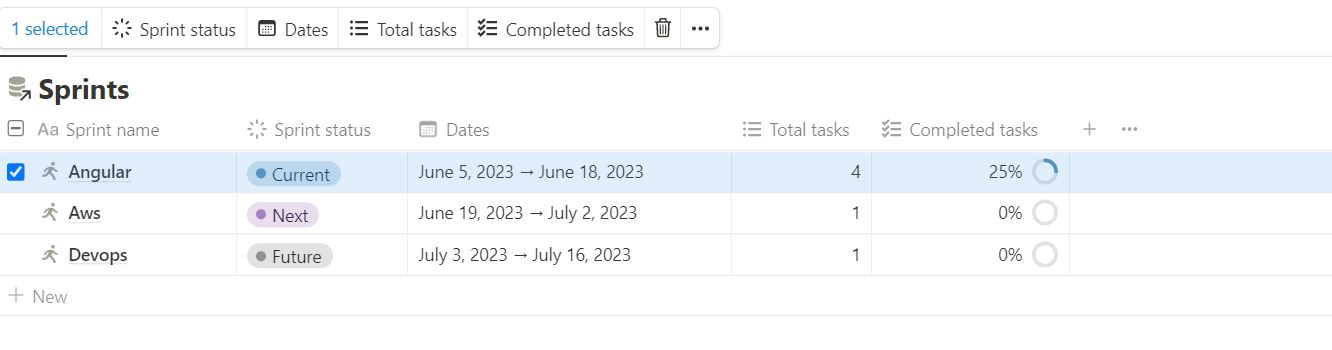 1 selected Sprint status Dates Total tasks Completed tasks •••
Sprints
Aa Sprint name Sprint status Dates Total tasks Completed tasks + •••
Angular Current June 5, 2023 → June 18, 2023 4 25%
Aws Next June 19, 2023 → July 2, 2023 1 0%
Devops Future July 3, 2023 → July 16, 2023 1 0%
+ New